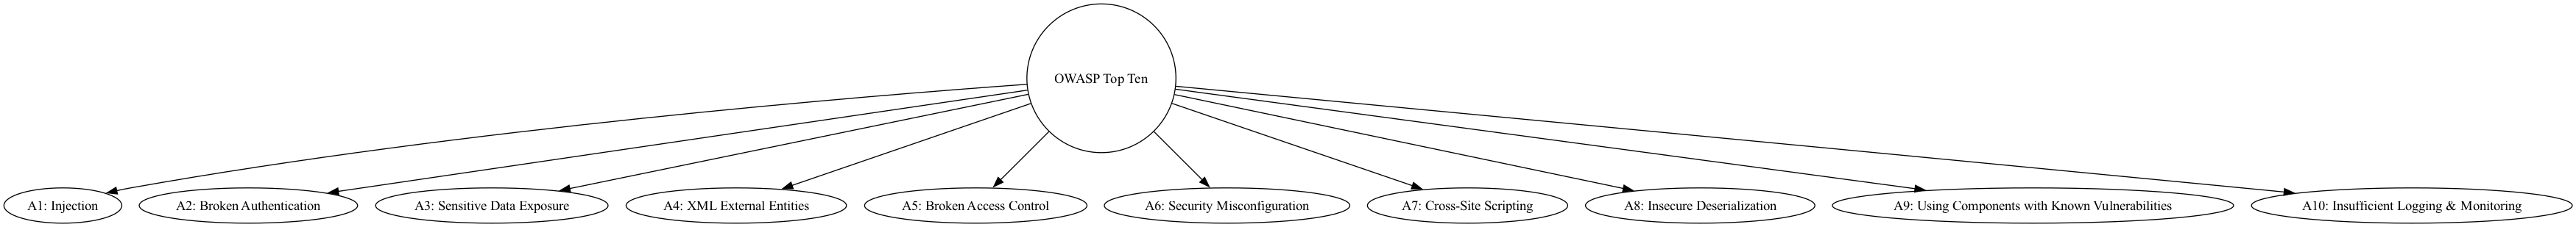 OWASP Top Ten
A1: Injection
A2: Broken Authentication
A3: Sensitive Data Exposure
A4: XML External Entities
A5: Broken Access Control
A6: Security Misconfiguration
A7: Cross-Site Scripting
A8: Insecure Deserialization
A9: Using Components with Known Vulnerabilities
A10: Insufficient Logging & Monitoring